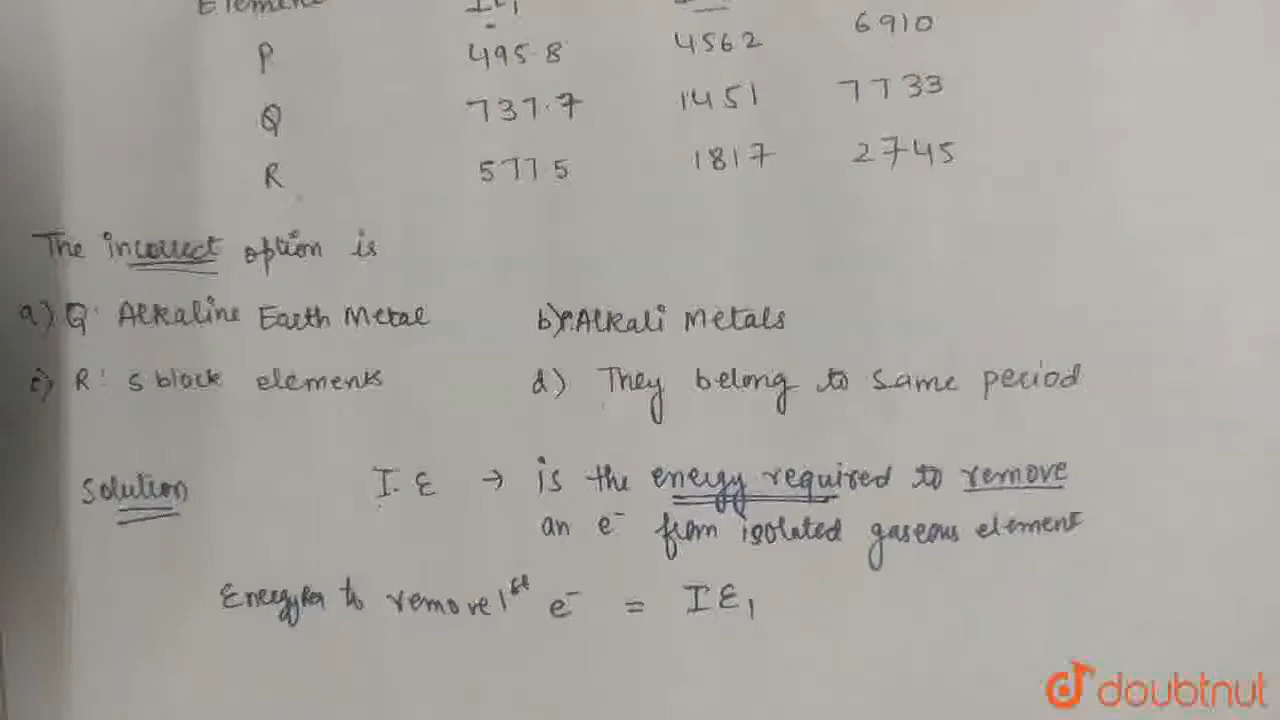 Element IE1
P 495.8 4562 6910
Q 737.7 1451 7733
R 577.5 1817 2745
The incorrect option is
a) Q: Alkaline Earth Metal b) P:Alkali Metals
c) R: s block elements d) They belong to same period
Solution I.E → is the energy required to remove
an e⁻ from isolated gaseous element
to remove 1st e⁻ = IE1
doubtnut